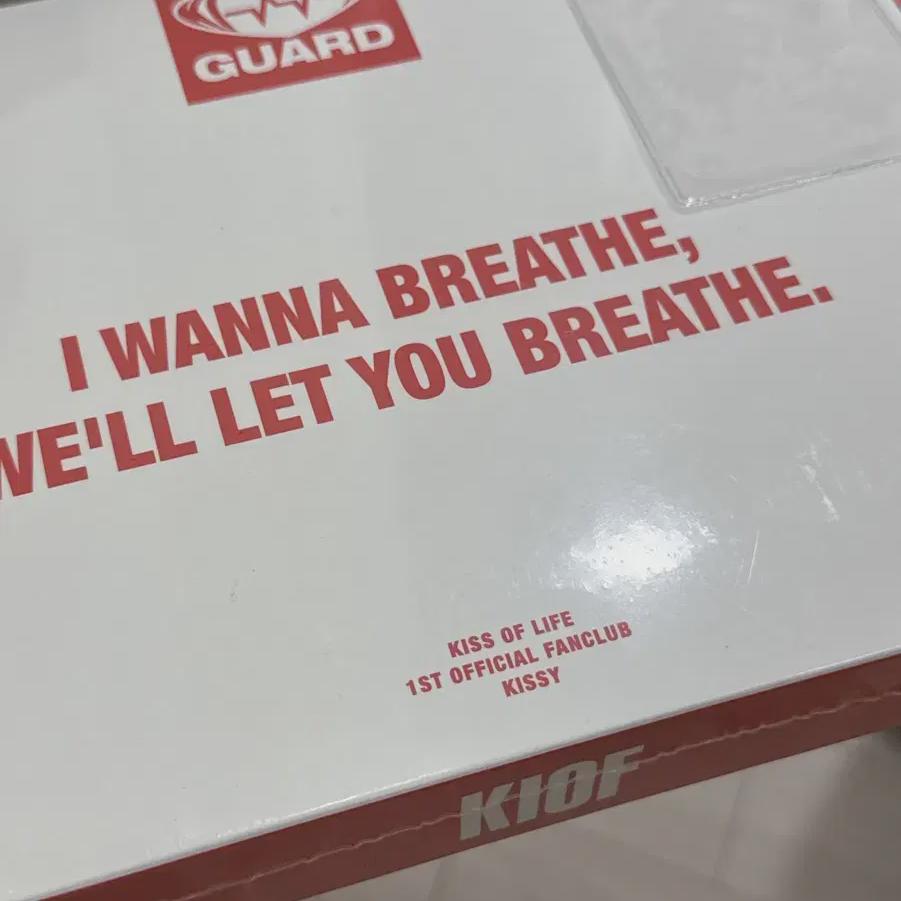 GUARD
I WANNA BREATHE,
WE'LL LET YOU BREATHE.
KISS OF LIFE
1ST OFFICIAL FANCLUB
KISSY
KIOF